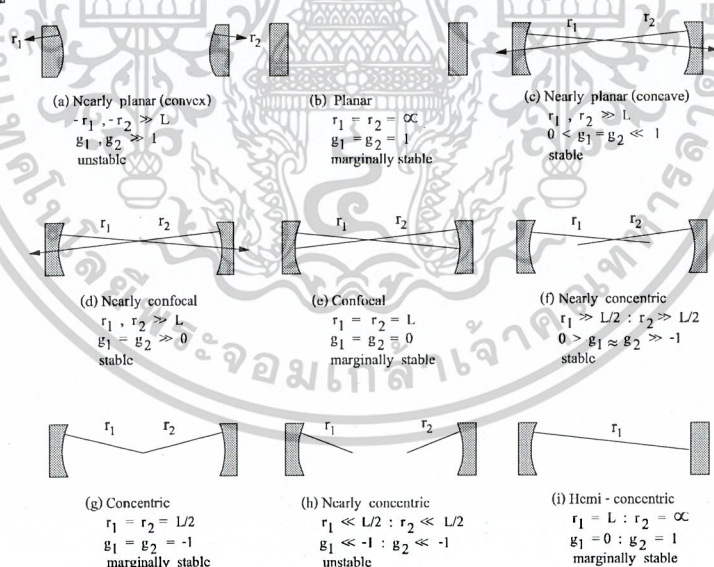 r1 r2
(a) Nearly planar (convex)
-r1 , -r2 ≫ L
g1 , g2 ≫ 1
unstable
(b) Planar
r1 = r2 = ∞
g1 = g2 = 1
marginally stable
r1 r2
(c) Nearly planar (concave)
r1 , r2 ≫ L
0 < g1 = g2 ≪ 1
stable
r1 r2
(d) Nearly confocal
r1 , r2 ≫ L
g1 = g2 ≫ 0
stable
r1 r2
(e) Confocal
r1 = r2 = L
g1 = g2 = 0
marginally stable
r1 r2
(f) Nearly concentric
r1 ≫ L/2 : r2 ≫ L/2
0 > g1 ≈ g2 ≫ -1
stable
r1 r2
(g) Concentric
r1 = r2 = L/2
g1 = g2 = -1
marginally stable
r1 r2
(h) Nearly concentric
r1 ≪ L/2 : r2 ≪ L/2
g1 ≪ -1 : g2 ≪ -1
unstable
r1
(i) Hemi - concentric
r1 = L : r2 = ∞
g1 = 0 : g2 = 1
marginally stable